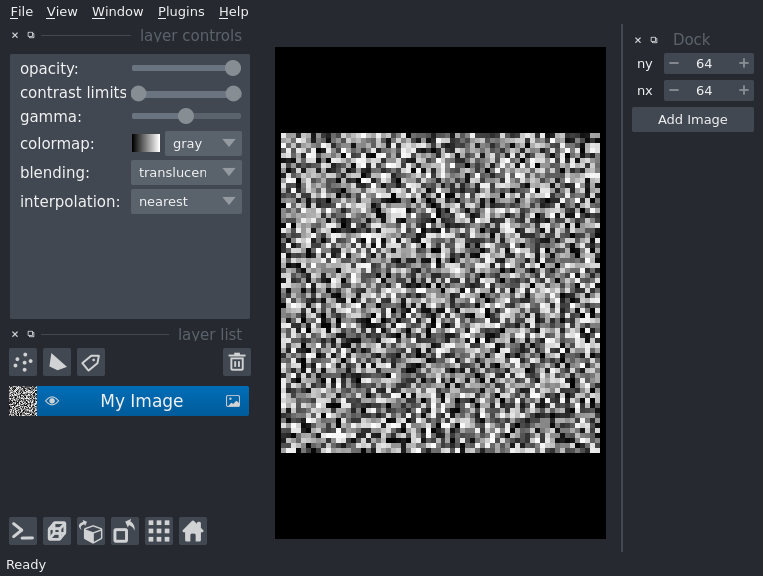 File View Window Plugins Help
layer controls
opacity:
contrast limits
gamma:
colormap: gray
blending: translucen
interpolation: nearest
layer list
My Image
Ready
Dock
ny 64
nx 64
Add Image